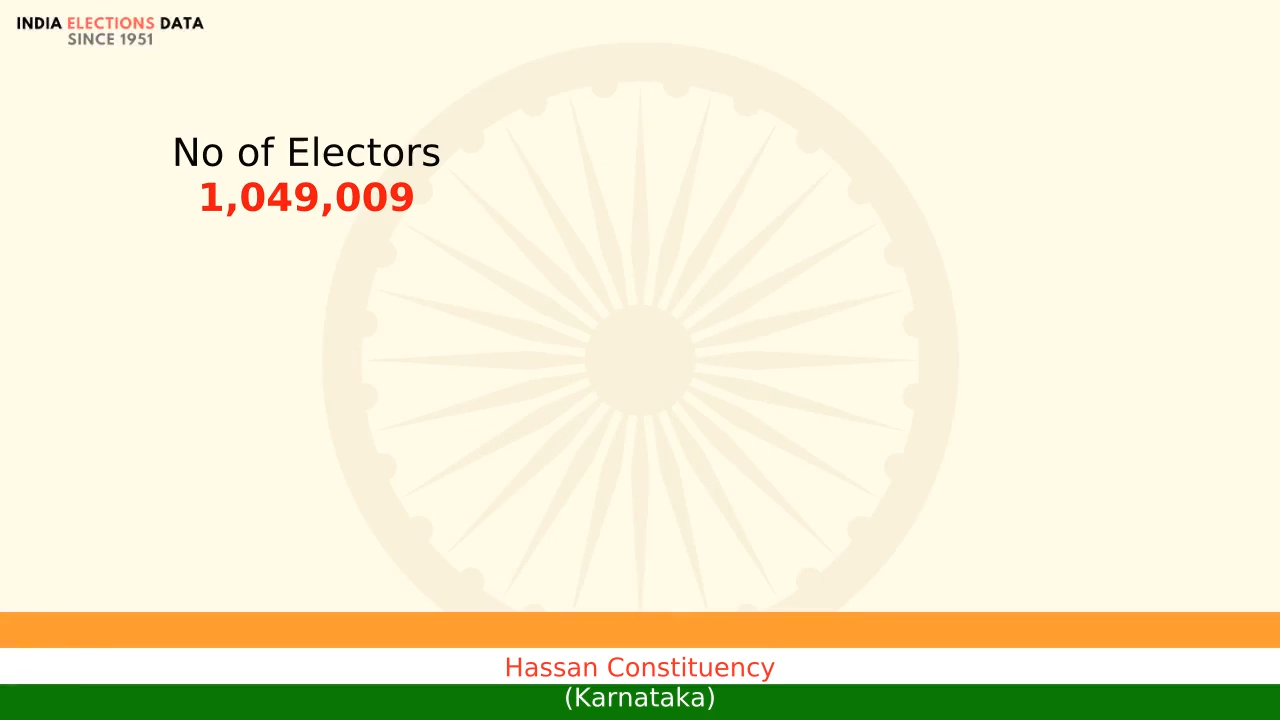 INDIA ELECTIONS DATA
SINCE 1951
No of Electors
1,049,009
Hassan Constituency
(Karnataka)